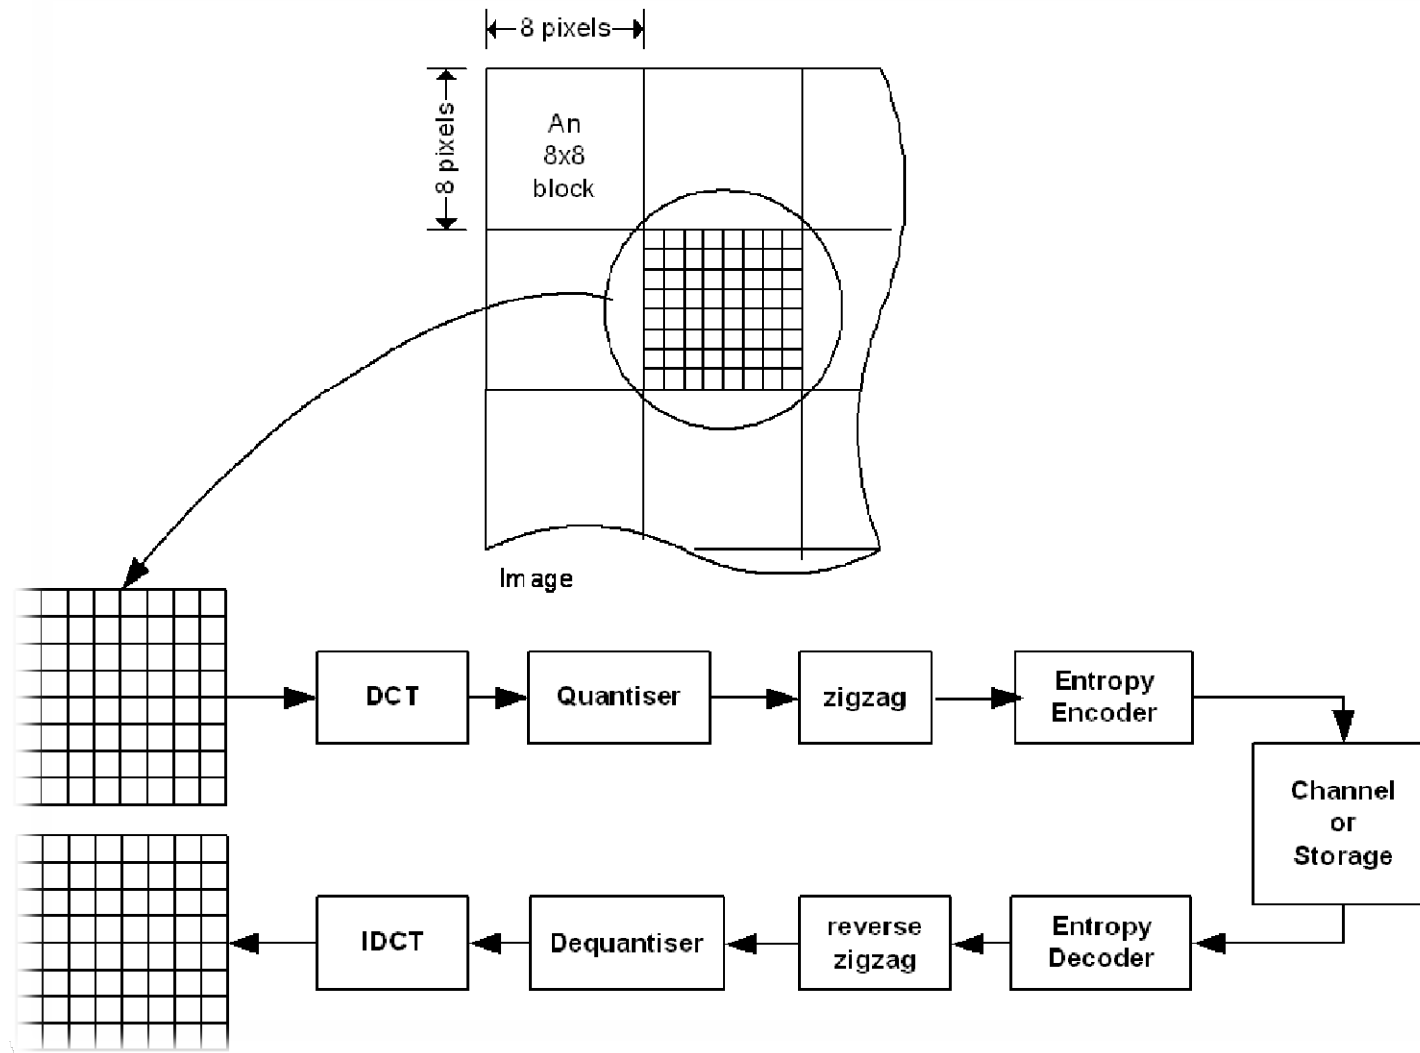 8 pixels
8 pixels
An
8x8
block
Image
DCT
Quantiser
zigzag
Entropy
Encoder
Channel
or
Storage
IDCT
Dequantiser
reverse
zigzag
Entropy
Decoder